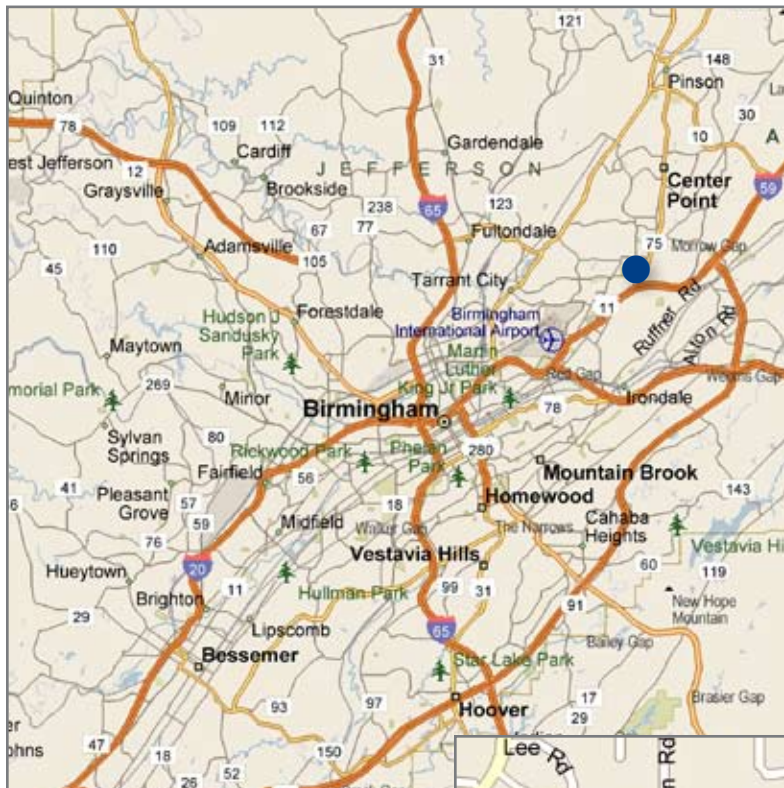 121
31
148
Pinson
Quinton
30
78
109
112
Gardendale
10
Cardiff
est Jefferson
JEFFERSON
A
12
Brookside
Center
Point
59
Graysville
65
238
123
67
77
Fultondale
75
Morrow Gap
110
Adamsville
105
45
Tarrant City
Hudson J
Sandusky
Park
Forestdale
Birmingham
International Airport
11
Ruffner Rd
Alton Rd
Maytown
Martin
Luther
King Jr Park
Red Gap
269
Minor
morial Park
Irondale
Birmingham
78
Sylvan
Springs
80
Rickwood Park
Phelan
Park
280
41
Fairfield
56
Mountain Brook
143
Pleasant
Grove
57
18
Homewood
59
Midfield
The Narrows
Cahaba
Heights
76
Vestavia Hills
Vestavia Hi
20
60
Hueytown
119
11
Hullman Park
99
31
Brighton
91
New Hope
Mountain
29
Lipscomb
65
Bailey Gap
Bessemer
Star Lake Park
17
Brasier Gap
93
97
Hoover
29
er
ohns
47
150
18
52
26
Lee Rd
n Rd